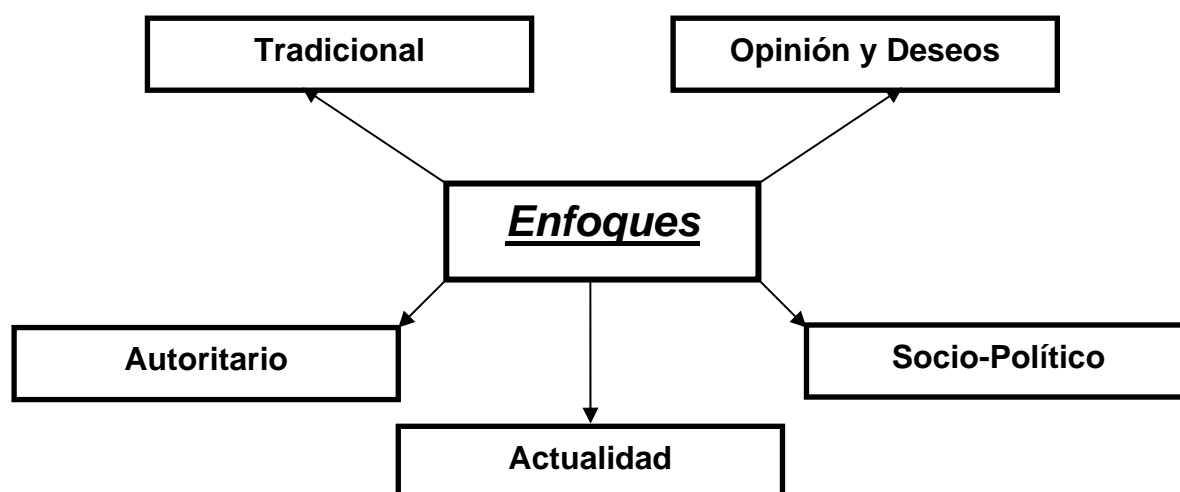 Tradicional
Opinión y Deseos
Enfoques
Autoritario
Socio-Político
Actualidad